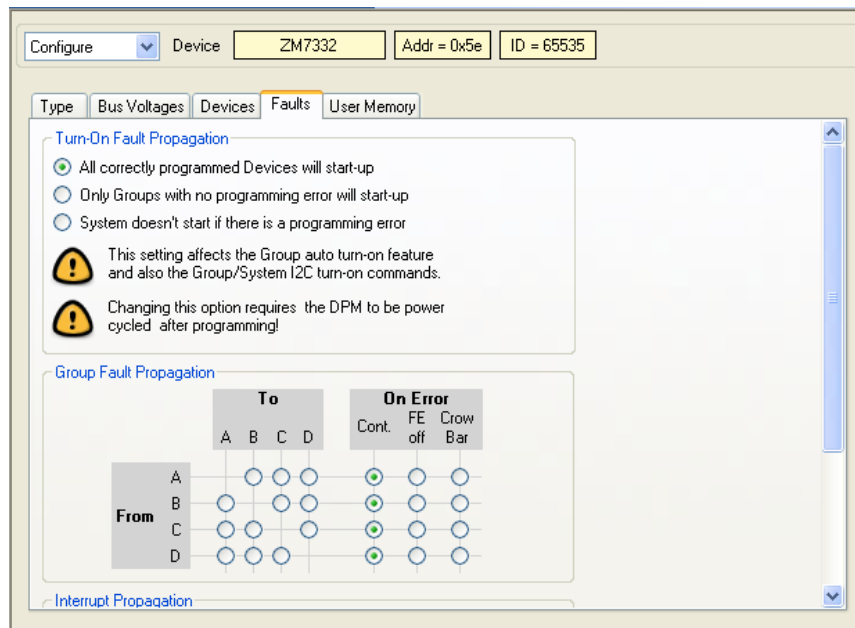 Configure Device ZM7332 Addr = 0x5e ID = 65535
Type Bus Voltages Devices Faults User Memory
Turn-On Fault Propagation
All correctly programmed Devices will start-up
Only Groups with no programming error will start-up
System doesn't start if there is a programming error
This setting affects the Group auto turn-on feature
and also the Group/System I2C turn-on commands.
Changing this option requires the DPM to be power
cycled after programming!
Group Fault Propagation
To On Error
A B C D Cont. FE off Crow Bar
A
B
From
C
D
Interrupt Propagation